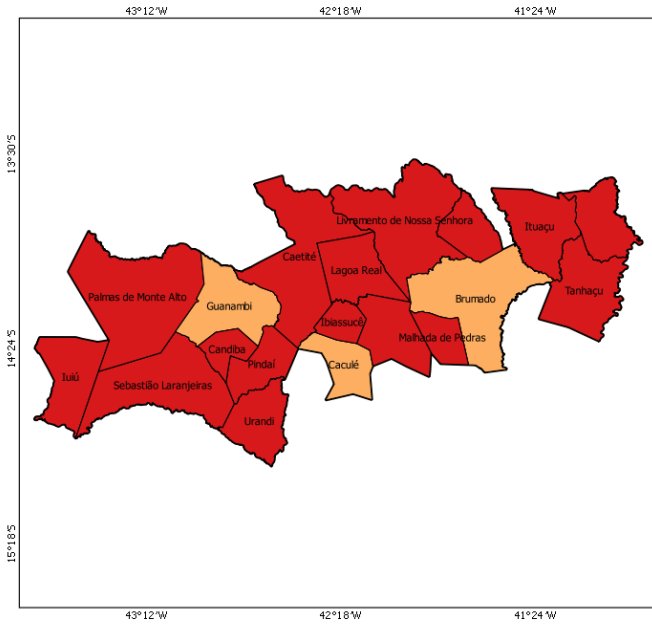 43°12'W 42°18'W 41°24'W
13°30'S
14°24'S
15°18'S
Livramento de Nossa Senhora
Ituaçu
Caetité
Lagoa Real
Palmas de Monte Alto
Guanambi
Brumado
Tanhaçu
Ibiassucê
Malhada de Pedras
Candiba
Pindaí
Caculé
Iuiú
Sebastião Laranjeiras
Urandi
43°12'W 42°18'W 41°24'W